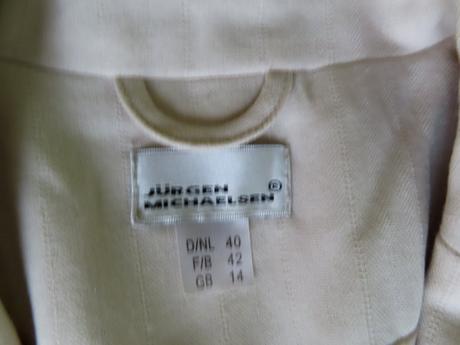 JÜRGEN ®
MICHAELSEN
D/NL 40
F/B 42
GB 14